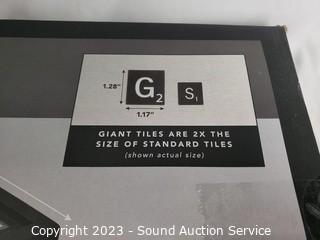 1.28"
G2
S1
1.17"
GIANT TILES ARE 2X THE
SIZE OF STANDARD TILES
(shown actual size)
Copyright 2023 - Sound Auction Service